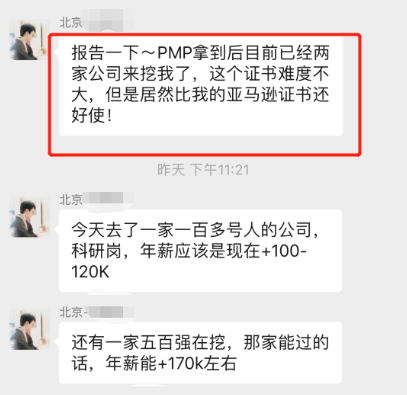 北京
报告一下～PMP拿到后目前已经两
家公司来挖我了，这个证书难度不
大，但是居然比我的亚马逊证书还
好使！
昨天 下午11:21
北京
今天去了一家一百多号人的公司，
科研岗，年薪应该是现在+100-
120K
北京-
还有一家五百强在挖，那家能过的
话，年薪能+170k左右